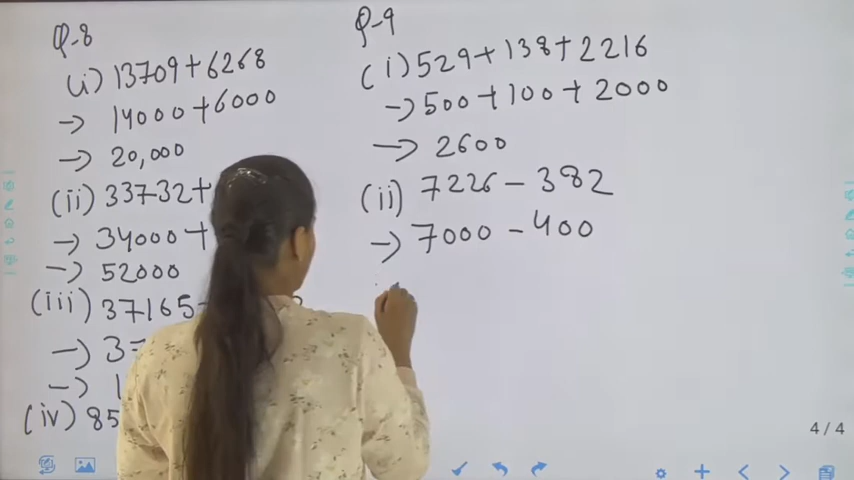 Q-8
(i) 13709+6268
→ 14000+6000
→ 20,000
(ii) 33732+
→ 34000+
→ 52000
(iii) 37165-
→ 3
→ 1
(iv) 85
Q-9
(i) 529+138+2216
→ 500+100+2000
→ 2600
(ii) 7226-382
→ 7000-400
4/4